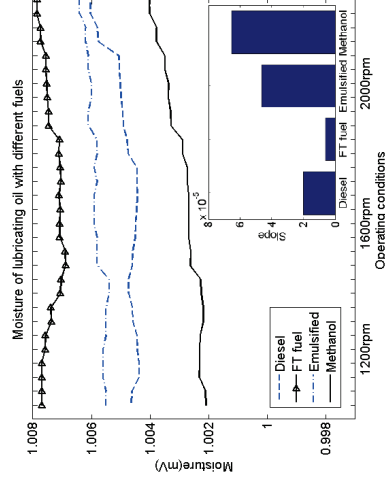 Moisture of lubricating oil with different fuels
1.008
1.006
1.004
1.002
1
0.998
Moisture(mV)
1200rpm
1600rpm
2000rpm
Operating conditions
Diesel
FT fuel
Emulsified
Methanol
× 10⁻⁵
8
6
4
2
0
Slope
Diesel
FT fuel
Emulsified
Methanol